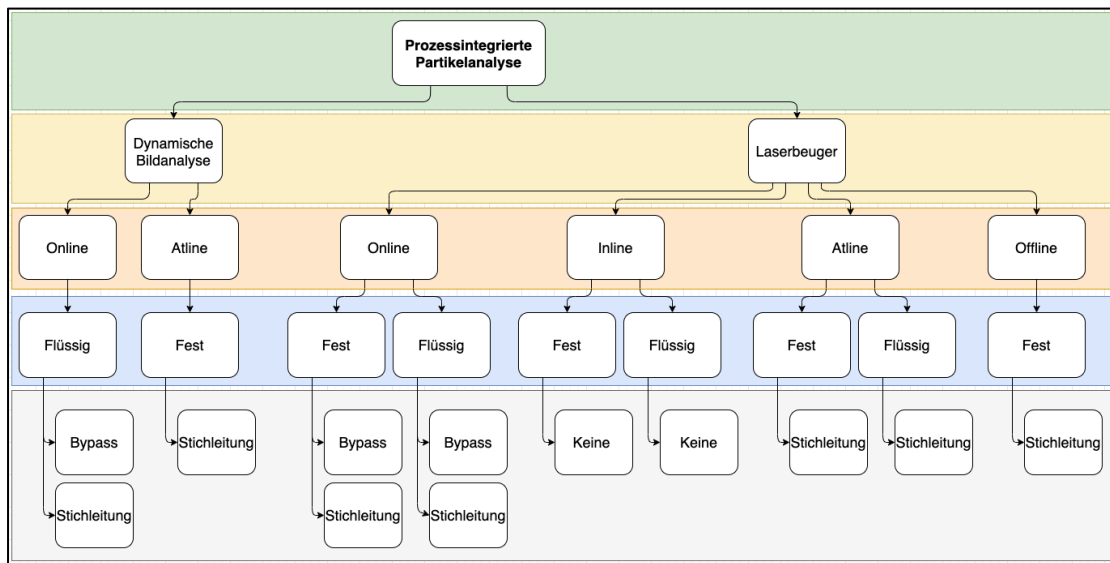 Prozessintegrierte
Partikelanalyse
Dynamische
Bildanalyse
Laserbeuger
Online
Atline
Online
Inline
Atline
Offline
Flüssig
Fest
Fest
Flüssig
Fest
Flüssig
Fest
Flüssig
Fest
Bypass
Stichleitung
Bypass
Bypass
Keine
Keine
Stichleitung
Stichleitung
Stichleitung
Stichleitung
Stichleitung
Stichleitung